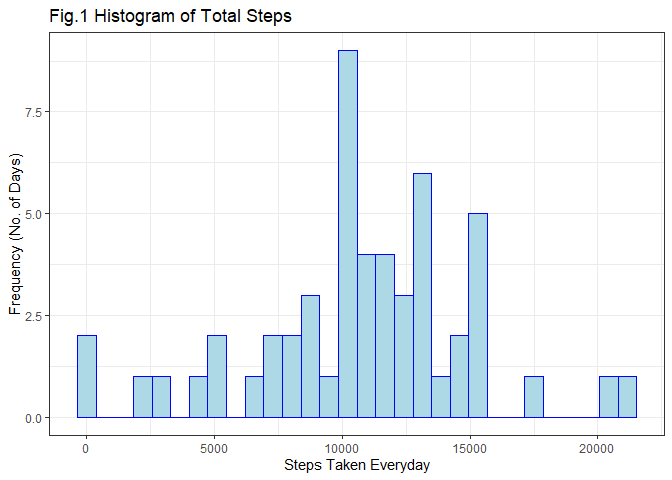 Fig.1 Histogram of Total Steps
7.5
5.0
2.5
0.0
Frequency (No. of Days)
0 5000 10000 15000 20000
Steps Taken Everyday